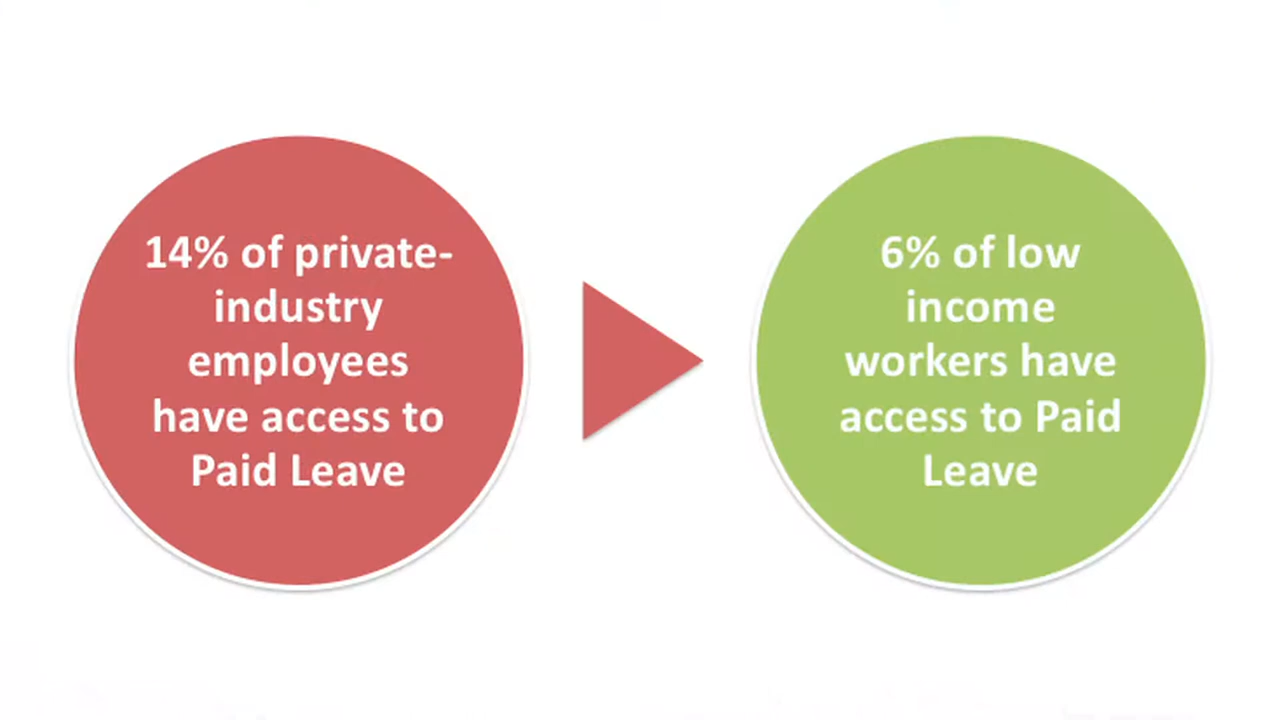 14% of private-
industry
employees
have access to
Paid Leave
6% of low
income
workers have
access to Paid
Leave